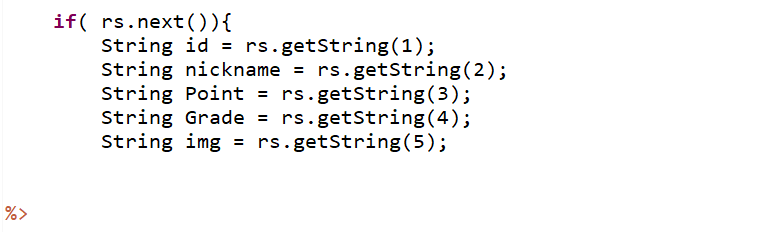 if( rs.next()){
String id = rs.getString(1);
String nickname = rs.getString(2);
String Point = rs.getString(3);
String Grade = rs.getString(4);
String img = rs.getString(5);
%>